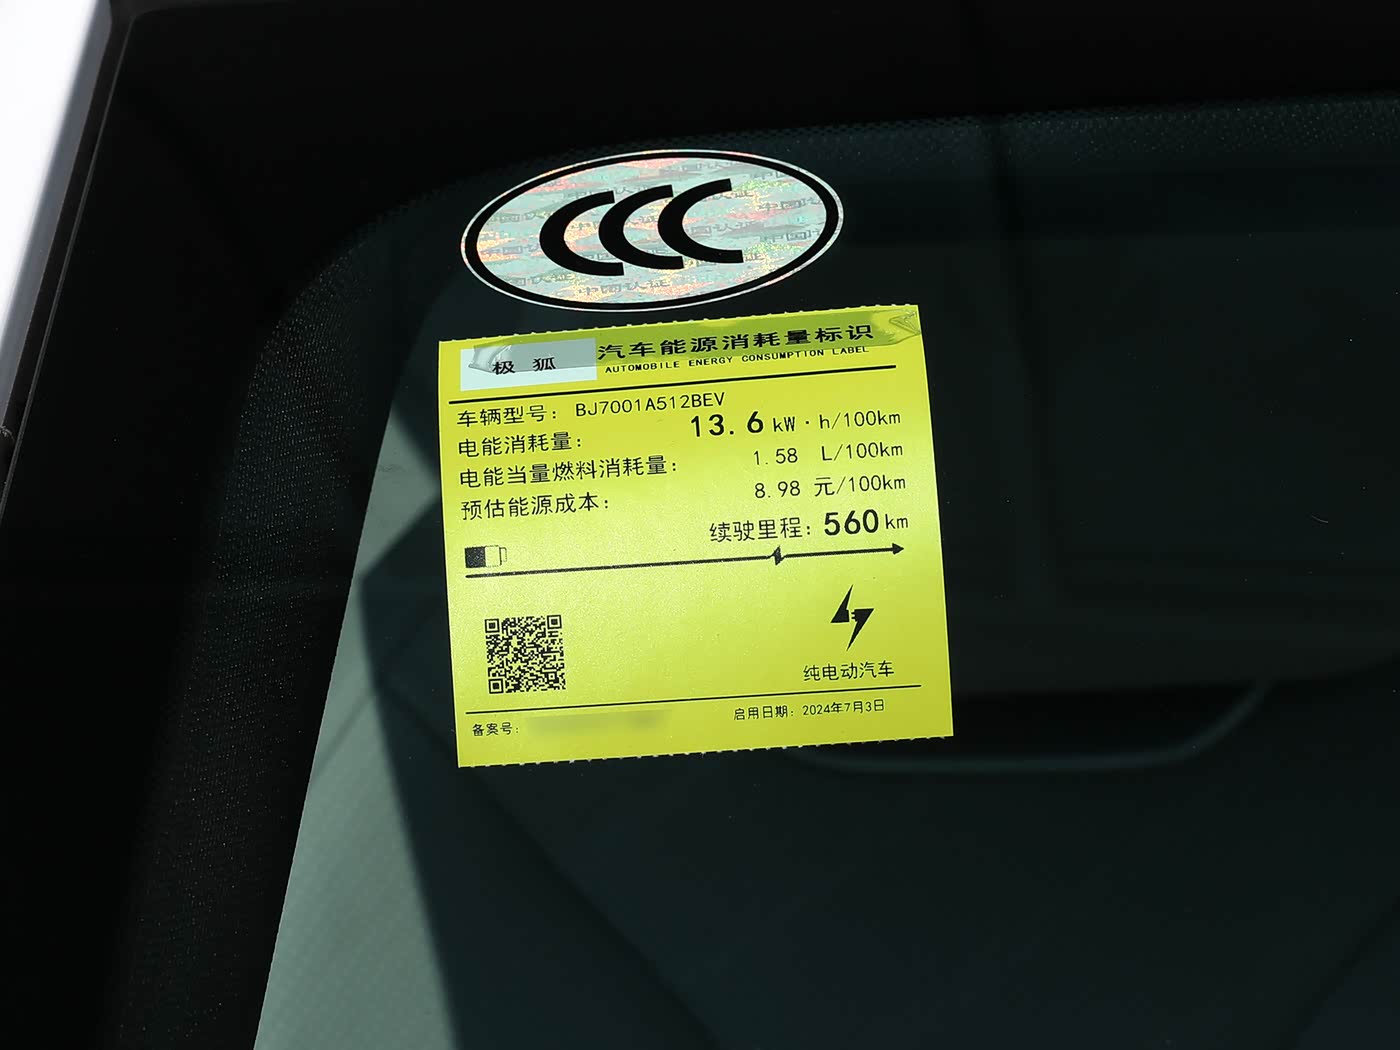 CCC
极 狐
汽车能源消耗量标识
AUTOMOBILE ENERGY CONSUMPTION LABEL
车辆型号： BJ7001A512BEV
电能消耗量： 13.6 kW·h/100km
电能当量燃料消耗量： 1.58 L/100km
预估能源成本： 8.98 元/100km
续驶里程：560km
纯电动汽车
备案号：
启用日期：2024年7月3日